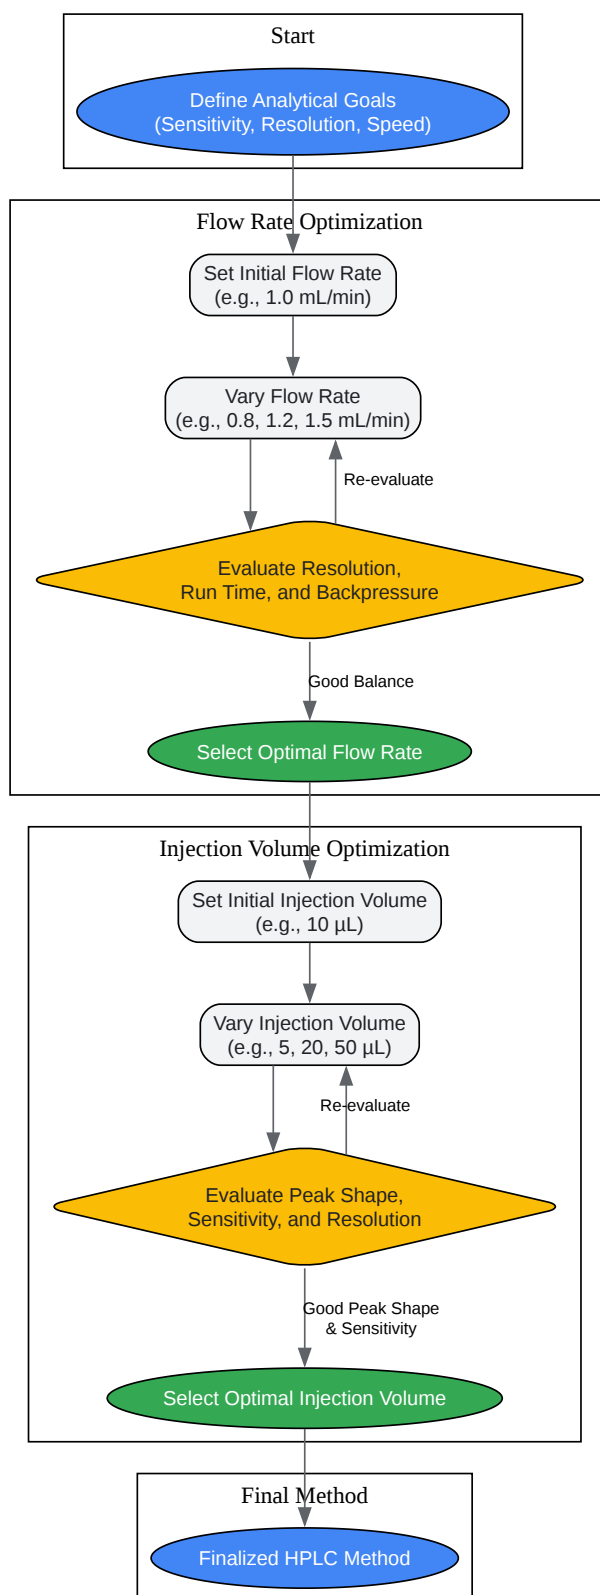 Start
Define Analytical Goals
(Sensitivity, Resolution, Speed)
Flow Rate Optimization
Set Initial Flow Rate
(e.g., 1.0 mL/min)
Vary Flow Rate
(e.g., 0.8, 1.2, 1.5 mL/min)
Re-evaluate
Evaluate Resolution,
Run Time, and Backpressure
Good Balance
Select Optimal Flow Rate
Injection Volume Optimization
Set Initial Injection Volume
(e.g., 10 µL)
Vary Injection Volume
(e.g., 5, 20, 50 µL)
Re-evaluate
Evaluate Peak Shape,
Sensitivity, and Resolution
Good Peak Shape
& Sensitivity
Select Optimal Injection Volume
Final Method
Finalized HPLC Method